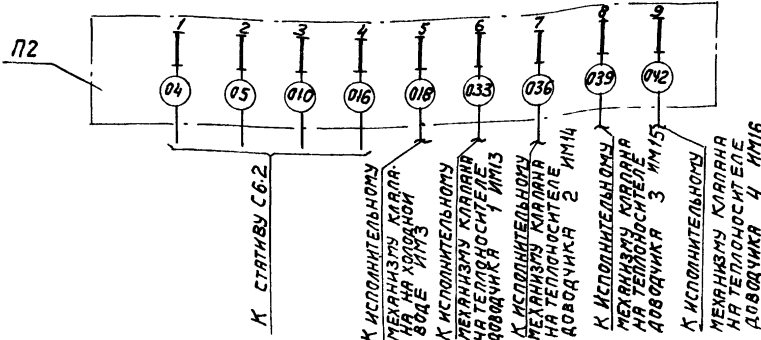 П2
1 2 3 4 5 6 7 8 9
04 05 010 016 018 033 036 039 042
К СТАТИВУ С6.2
К ИСПОЛНИТЕЛЬНОМУ
МЕХАНИЗМУ КЛАПА-
НА НА ХОЛОДНОЙ
ВОДЕ ИМ3
К ИСПОЛНИТЕЛЬНОМУ
МЕХАНИЗМУ КЛАПАНА
НА ТЕПЛОНОСИТЕЛЕ
ДОВОДЧИКА 1 ИМ13
К ИСПОЛНИТЕЛЬНОМУ
МЕХАНИЗМУ КЛАПАНА
НА ТЕПЛОНОСИТЕЛЕ
ДОВОДЧИКА 2 ИМ14
К ИСПОЛНИТЕЛЬНОМУ
МЕХАНИЗМУ КЛАПАНА
НА ТЕПЛОНОСИТЕЛЕ
ДОВОДЧИКА 3 ИМ15
К ИСПОЛНИТЕЛЬНОМУ
МЕХАНИЗМУ КЛАПАНА
НА ТЕПЛОНОСИТЕЛЕ
ДОВОДЧИКА 4 ИМ16